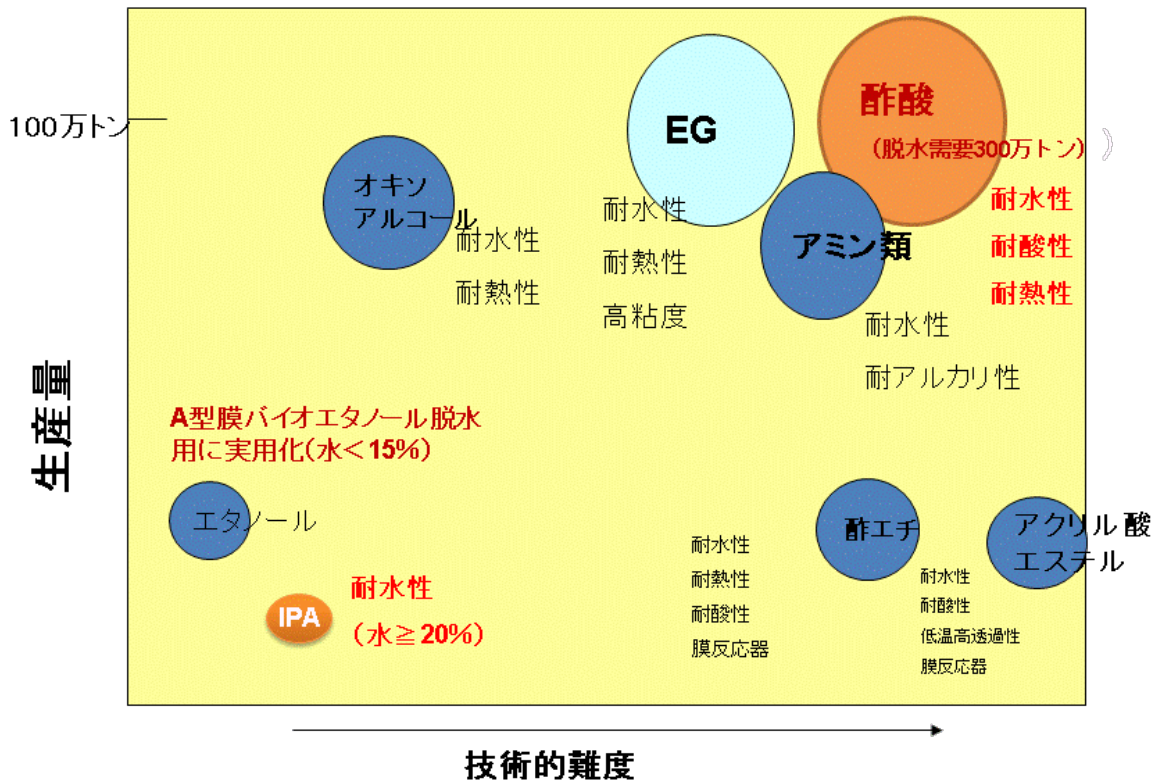 100万トン
EG
酢酸
（脱水需要300万トン）
）
オキソ
アルコール
耐水性
耐熱性
耐水性
耐熱性
高粘度
アミン類
耐水性
耐アルカリ性
耐水性
耐酸性
耐熱性
生産量
A型膜バイオエタノール脱水
用に実用化(水＜15%)
エタノール
IPA
耐水性
（水≧20%）
酢エチ
耐水性
耐熱性
耐酸性
膜反応器
アクリル酸
エステル
耐水性
耐酸性
低温高透過性
膜反応器
技術的難度